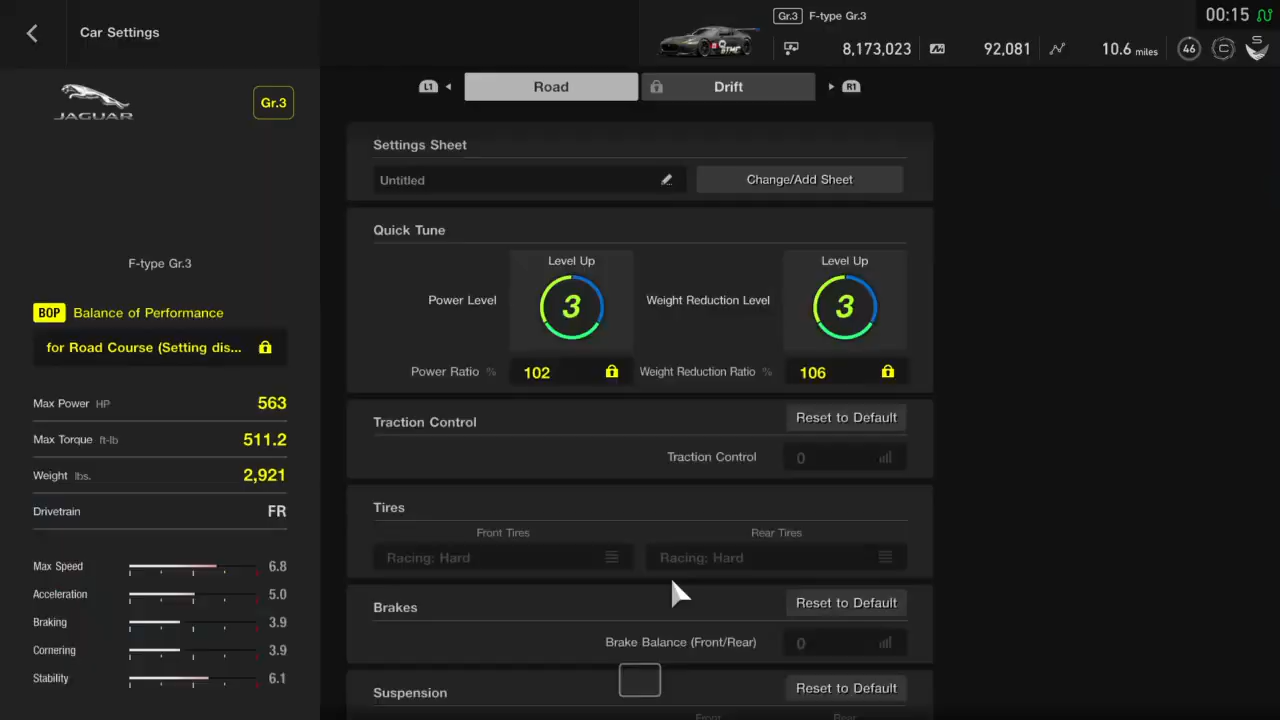 Car Settings
Gr.3 F-type Gr.3
00:15
8,173,023 92,081 10.6 miles 46 C S
JAGUAR
Gr.3
L1 Road Drift R1
Settings Sheet
Untitled Change/Add Sheet
Quick Tune
Level Up Level Up
Power Level 3 Weight Reduction Level 3
Power Ratio % 102 Weight Reduction Ratio % 106
Traction Control Reset to Default
Traction Control 0
Tires
Front Tires Rear Tires
Racing: Hard Racing: Hard
Brakes Reset to Default
Brake Balance (Front/Rear) 0
Suspension Reset to Default
Front Rear
F-type Gr.3
BOP Balance of Performance
for Road Course (Setting dis...
Max Power HP 563
Max Torque ft-lb 511.2
Weight lbs. 2,921
Drivetrain FR
Max Speed 6.8
Acceleration 5.0
Braking 3.9
Cornering 3.9
Stability 6.1